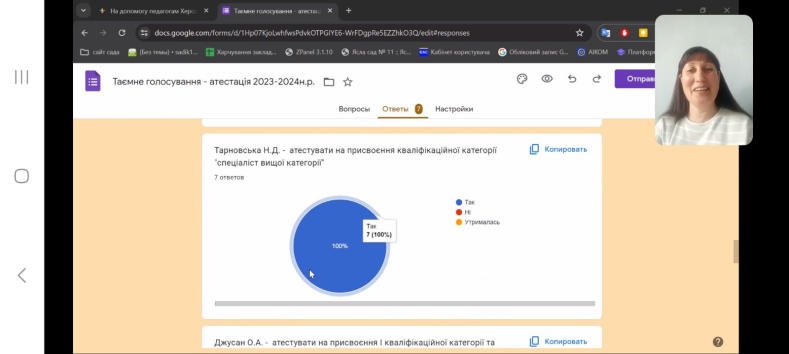 На допомогу педагогам Херс
Таємне голосування - атестац
docs.google.com/forms/d/1Hp07KjoLwhfwsPdvkOTPGIYE6-WrFDgpRe5EZZhkO3Q/edit#responses
сайт сада
(Без темы) • sadik1...
Харчування заклад...
ZPanel 3.1.10
Ясла сад № 11 :: Яс...
Кабінет користувача
Обліковий запис G...
АІКОМ
Платфор
Таємне голосування - атестація 2023-2024н.р.
Отправ
Вопросы Ответы 7 Настройки
Тарновська Н.Д. - атестувати на присвоєння кваліфікаційної категорії
"спеціаліст вищої категорії"
Копировать
7 ответов
Так
Ні
Утрималась
Так
7 (100%)
100%
Джусан О.А. - атестувати на присвоєння І кваліфікаційної категорії та
Копировать